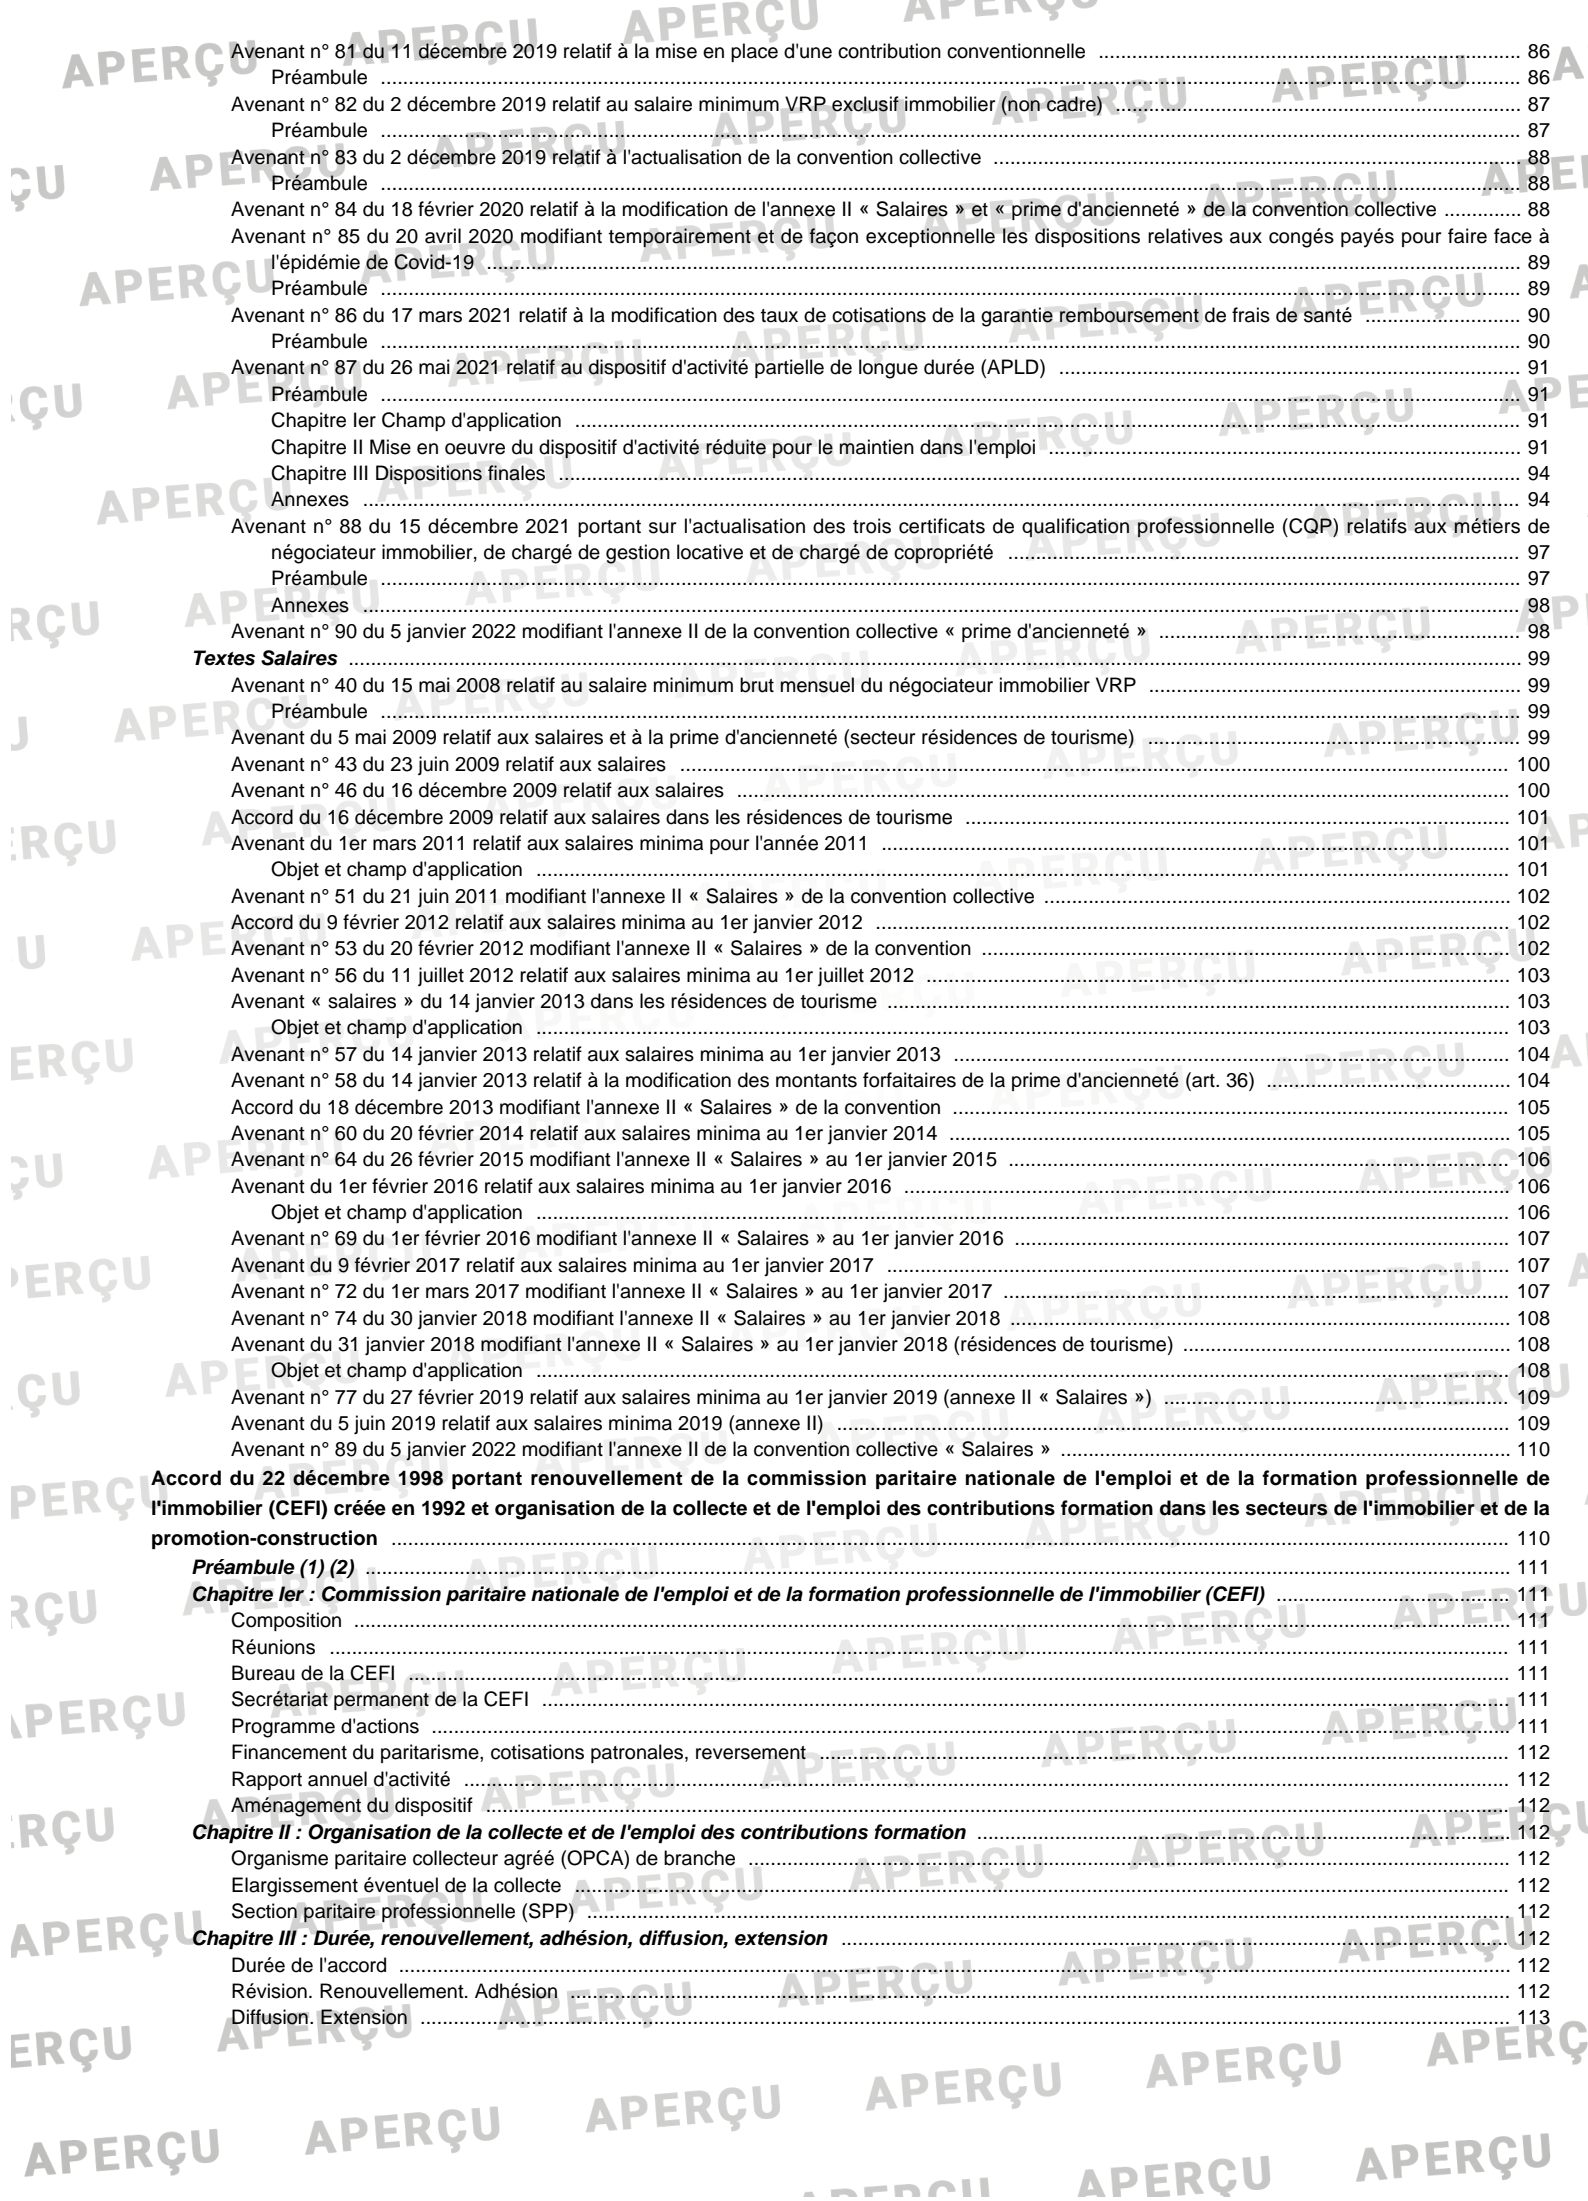 Avenant n° 81 du 11 décembre 2019 relatif à la mise en place d'une contribution conventionnelle 86
Préambule 86
Avenant n° 82 du 2 décembre 2019 relatif au salaire minimum VRP exclusif immobilier (non cadre) 87
Préambule 87
Avenant n° 83 du 2 décembre 2019 relatif à l'actualisation de la convention collective 88
Préambule 88
Avenant n° 84 du 18 février 2020 relatif à la modification de l'annexe II « Salaires » et « prime d'ancienneté » de la convention collective 88
Avenant n° 85 du 20 avril 2020 modifiant temporairement et de façon exceptionnelle les dispositions relatives aux congés payés pour faire face à
l'épidémie de Covid-19 89
Préambule 89
Avenant n° 86 du 17 mars 2021 relatif à la modification des taux de cotisations de la garantie remboursement de frais de santé 90
Préambule 90
Avenant n° 87 du 26 mai 2021 relatif au dispositif d'activité partielle de longue durée (APLD) 91
Préambule 91
Chapitre Ier Champ d'application 91
Chapitre II Mise en oeuvre du dispositif d'activité réduite pour le maintien dans l'emploi 91
Chapitre III Dispositions finales 94
Annexes 94
Avenant n° 88 du 15 décembre 2021 portant sur l'actualisation des trois certificats de qualification professionnelle (CQP) relatifs aux métiers de
négociateur immobilier, de chargé de gestion locative et de chargé de copropriété 97
Préambule 97
Annexes 98
Avenant n° 90 du 5 janvier 2022 modifiant l'annexe II de la convention collective « prime d'ancienneté » 98
Textes Salaires 99
Avenant n° 40 du 15 mai 2008 relatif au salaire minimum brut mensuel du négociateur immobilier VRP 99
Préambule 99
Avenant du 5 mai 2009 relatif aux salaires et à la prime d'ancienneté (secteur résidences de tourisme) 99
Avenant n° 43 du 23 juin 2009 relatif aux salaires 100
Avenant n° 46 du 16 décembre 2009 relatif aux salaires 100
Accord du 16 décembre 2009 relatif aux salaires dans les résidences de tourisme 101
Avenant du 1er mars 2011 relatif aux salaires minima pour l'année 2011 101
Objet et champ d'application 101
Avenant n° 51 du 21 juin 2011 modifiant l'annexe II « Salaires » de la convention collective 102
Accord du 9 février 2012 relatif aux salaires minima au 1er janvier 2012 102
Avenant n° 53 du 20 février 2012 modifiant l'annexe II « Salaires » de la convention 102
Avenant n° 56 du 11 juillet 2012 relatif aux salaires minima au 1er juillet 2012 103
Avenant « salaires » du 14 janvier 2013 dans les résidences de tourisme 103
Objet et champ d'application 103
Avenant n° 57 du 14 janvier 2013 relatif aux salaires minima au 1er janvier 2013 104
Avenant n° 58 du 14 janvier 2013 relatif à la modification des montants forfaitaires de la prime d'ancienneté (art. 36) 104
Accord du 18 décembre 2013 modifiant l'annexe II « Salaires » de la convention 105
Avenant n° 60 du 20 février 2014 relatif aux salaires minima au 1er janvier 2014 105
Avenant n° 64 du 26 février 2015 modifiant l'annexe II « Salaires » au 1er janvier 2015 106
Avenant du 1er février 2016 relatif aux salaires minima au 1er janvier 2016 106
Objet et champ d'application 106
Avenant n° 69 du 1er février 2016 modifiant l'annexe II « Salaires » au 1er janvier 2016 107
Avenant du 9 février 2017 relatif aux salaires minima au 1er janvier 2017 107
Avenant n° 72 du 1er mars 2017 modifiant l'annexe II « Salaires » au 1er janvier 2017 107
Avenant n° 74 du 30 janvier 2018 modifiant l'annexe II « Salaires » au 1er janvier 2018 108
Avenant du 31 janvier 2018 modifiant l'annexe II « Salaires » au 1er janvier 2018 (résidences de tourisme) 108
Objet et champ d'application 108
Avenant n° 77 du 27 février 2019 relatif aux salaires minima au 1er janvier 2019 (annexe II « Salaires ») 109
Avenant du 5 juin 2019 relatif aux salaires minima 2019 (annexe II) 109
Avenant n° 89 du 5 janvier 2022 modifiant l'annexe II de la convention collective « Salaires » 110
Accord du 22 décembre 1998 portant renouvellement de la commission paritaire nationale de l'emploi et de la formation professionnelle de
l'immobilier (CEFI) créée en 1992 et organisation de la collecte et de l'emploi des contributions formation dans les secteurs de l'immobilier et de la
promotion-construction 110
Préambule (1) (2) 111
Chapitre Ier : Commission paritaire nationale de l'emploi et de la formation professionnelle de l'immobilier (CEFI) 111
Composition 111
Réunions 111
Bureau de la CEFI 111
Secrétariat permanent de la CEFI 111
Programme d'actions 111
Financement du paritarisme, cotisations patronales, reversement 112
Rapport annuel d'activité 112
Aménagement du dispositif 112
Chapitre II : Organisation de la collecte et de l'emploi des contributions formation 112
Organisme paritaire collecteur agréé (OPCA) de branche 112
Elargissement éventuel de la collecte 112
Section paritaire professionnelle (SPP) 112
Chapitre III : Durée, renouvellement, adhésion, diffusion, extension 112
Durée de l'accord 112
Révision. Renouvellement. Adhésion 112
Diffusion. Extension 113
APERÇU